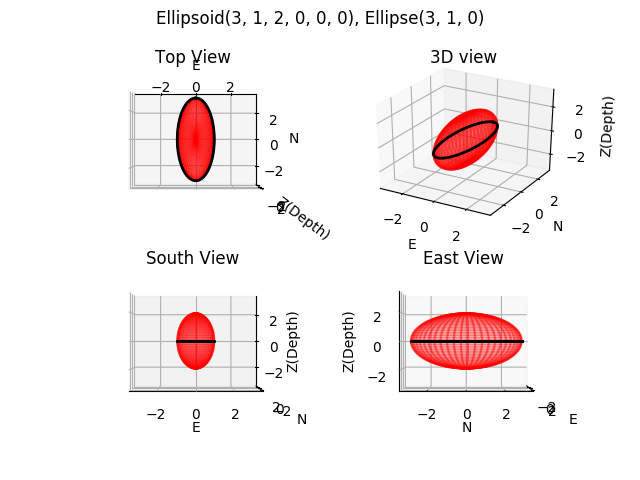 Ellipsoid(3, 1, 2, 0, 0, 0), Ellipse(3, 1, 0)
Top View
E
−2 0 2
2
0
−2
N
Z(Depth)
3D view
2
0
−2
Z(Depth)
−2 0 2
E
−2 0 2
N
South View
2
0
−2
Z(Depth)
−2 0 2
E
N
East View
2
0
−2
Z(Depth)
−2 0 2
N
E